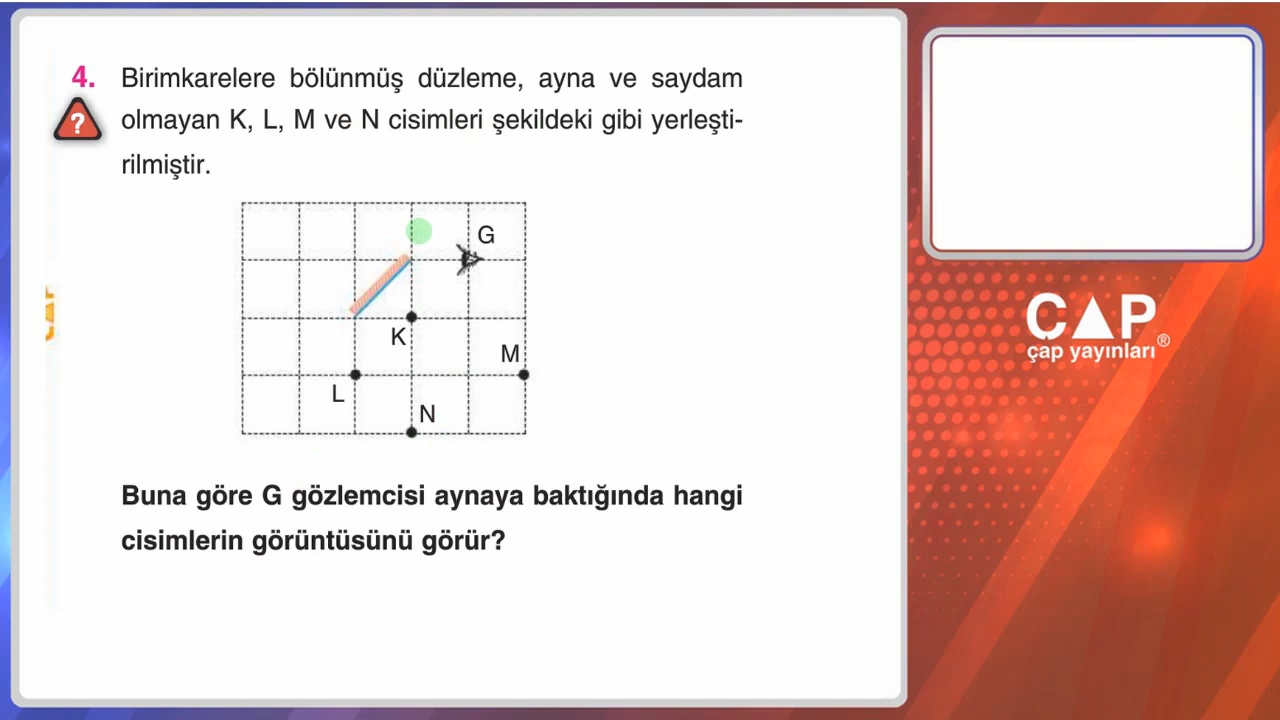 4. Birimkarelere bölünmüş düzleme, ayna ve saydam
?
olmayan K, L, M ve N cisimleri şekildeki gibi yerleşti-
rilmiştir.
G
K
M
L
N
Buna göre G gözlemcisi aynaya baktığında hangi
cisimlerin görüntüsünü görür?
ÇAP®
çap yayınları